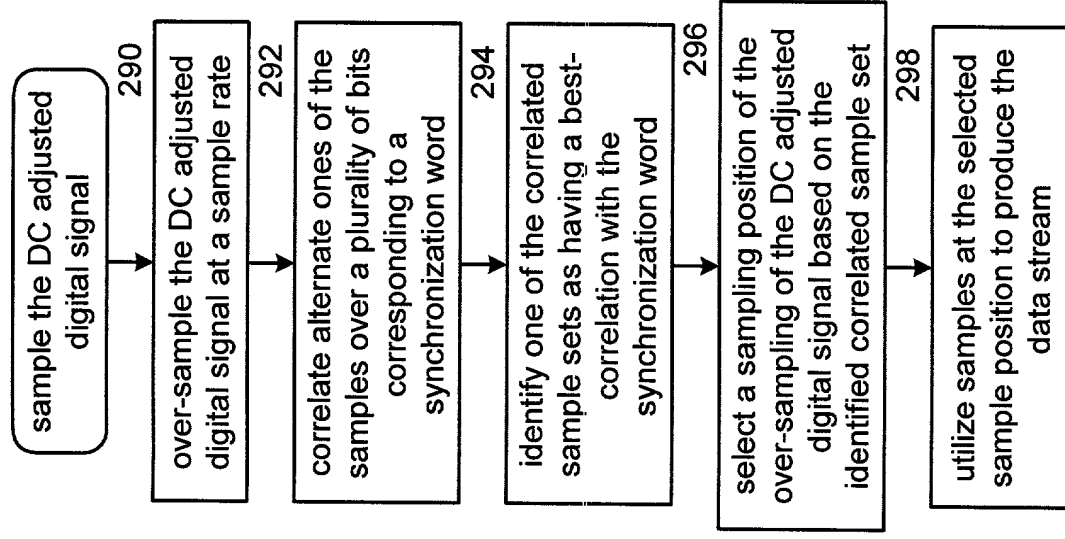 sample the DC adjusted
digital signal
290
over-sample the DC adjusted
digital signal at a sample rate
292
correlate alternate ones of the
samples over a plurality of bits
corresponding to a
synchronization word
294
identify one of the correlated
sample sets as having a best-
correlation with the
synchronization word
296
select a sampling position of the
over-sampling of the DC adjusted
digital signal based on the
identified correlated sample set
298
utilize samples at the selected
sample position to produce the
data stream